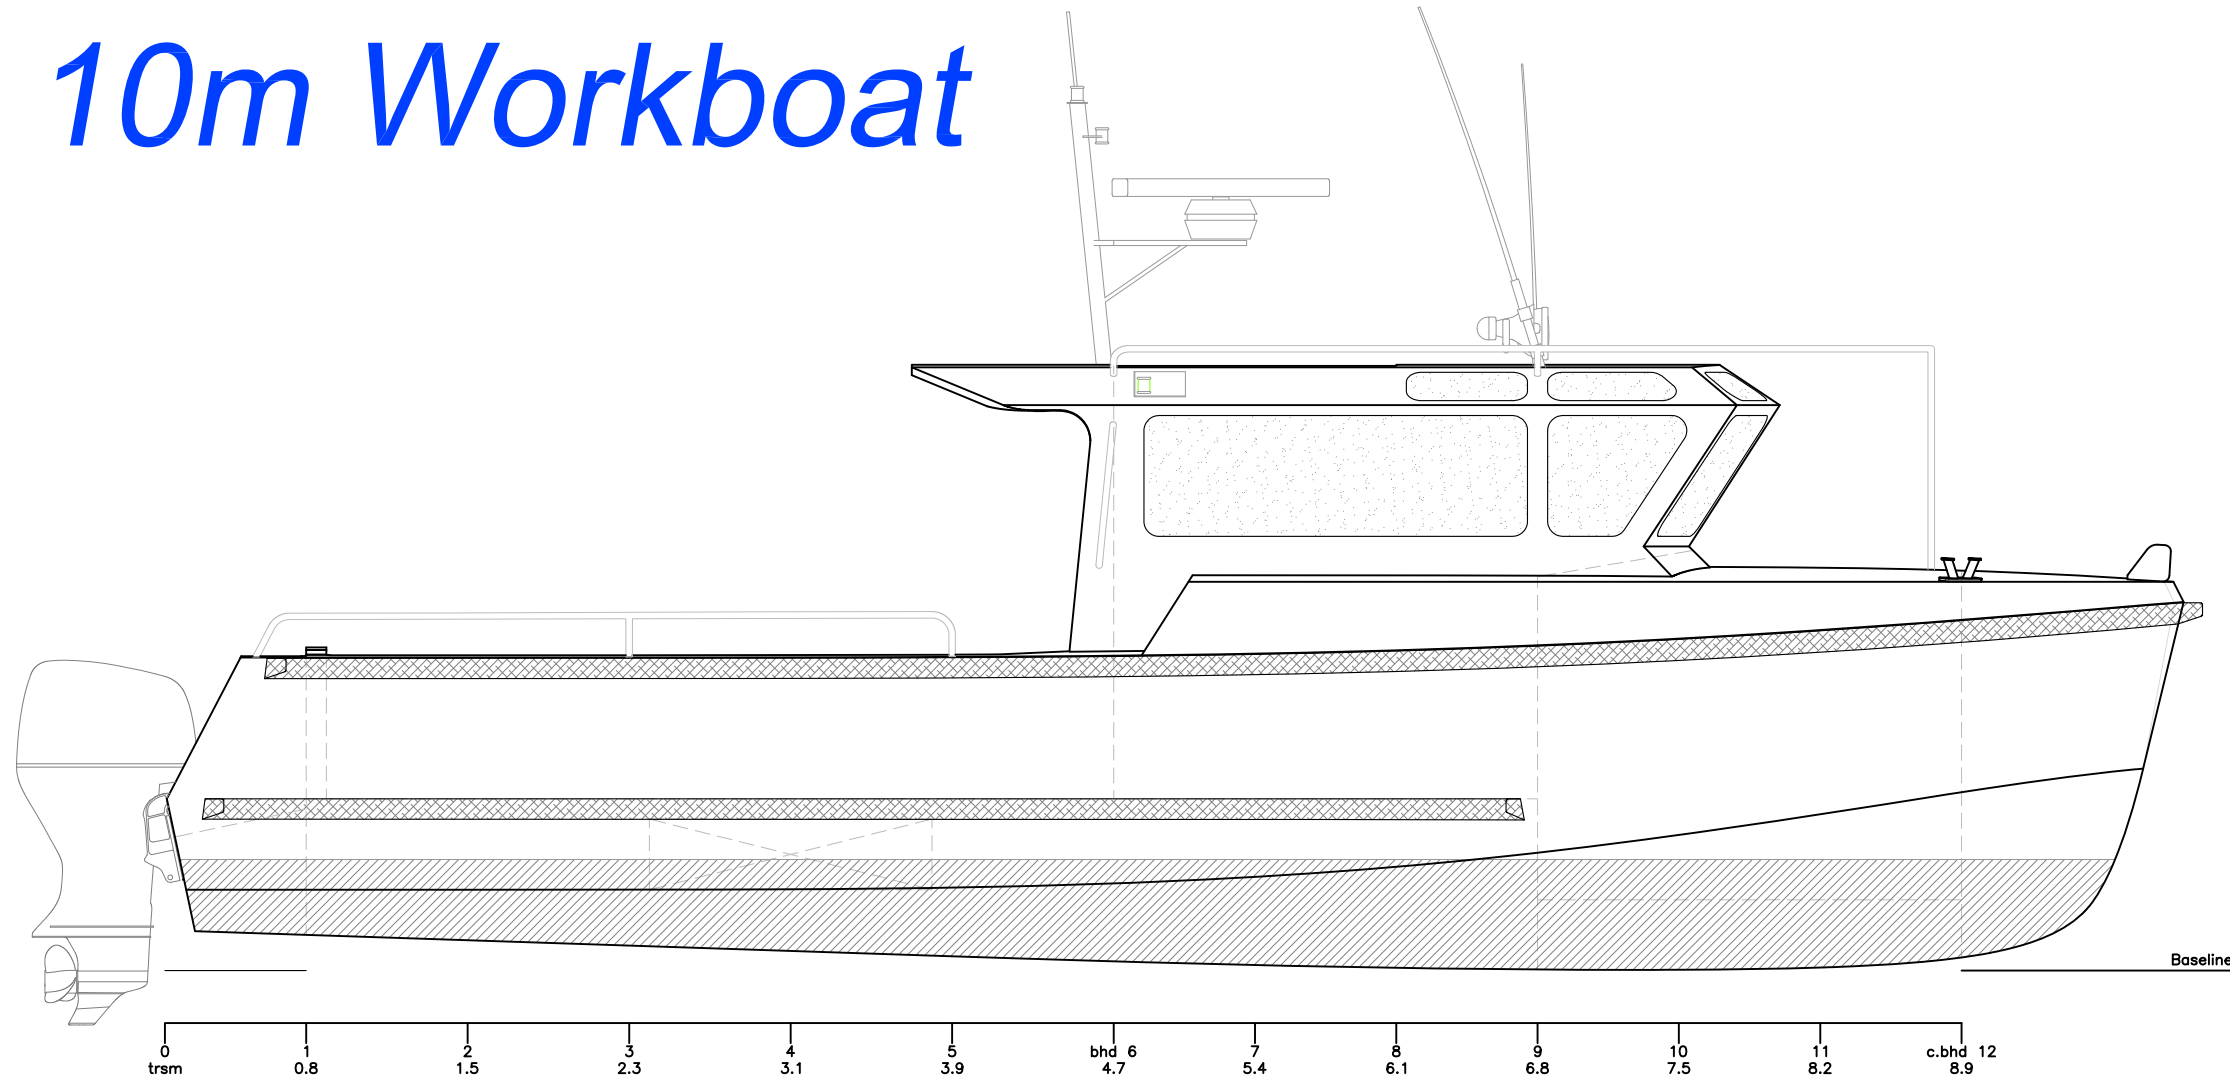 10m Workboat
Baseline
0 1 2 3 4 5 bhd 6 7 8 9 10 11 c.bhd 12
trsm 0.8 1.5 2.3 3.1 3.9 4.7 5.4 6.1 6.8 7.5 8.2 8.9